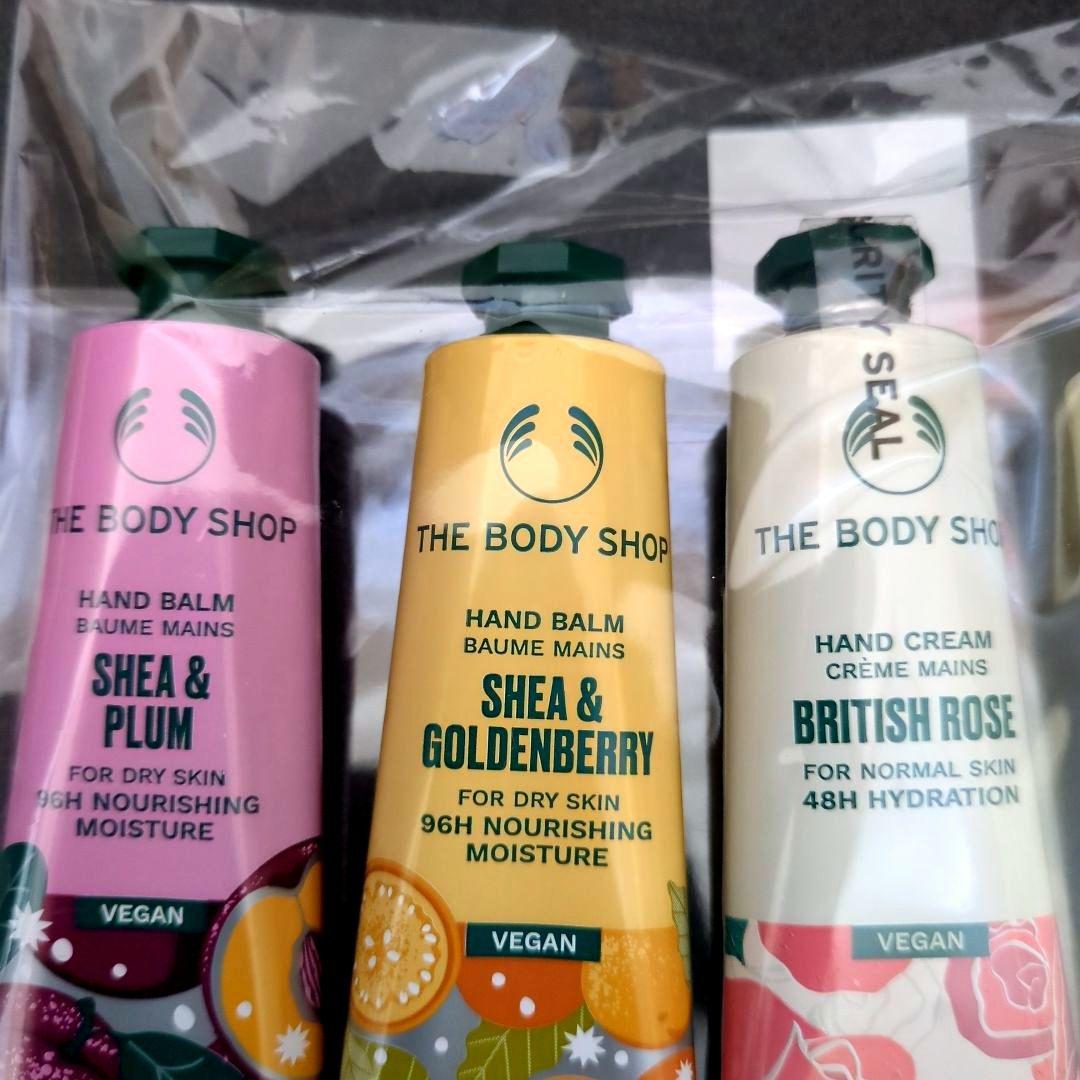 THE BODY SHOP
HAND BALM
BAUME MAINS
SHEA &
PLUM
FOR DRY SKIN
96H NOURISHING
MOISTURE
VEGAN
THE BODY SHOP
HAND BALM
BAUME MAINS
SHEA &
GOLDENBERRY
FOR DRY SKIN
96H NOURISHING
MOISTURE
VEGAN
URITY SEAL
THE BODY SHO
HAND CREAM
CRÈME MAINS
BRITISH ROSE
FOR NORMAL SKIN
48H HYDRATION
VEGAN